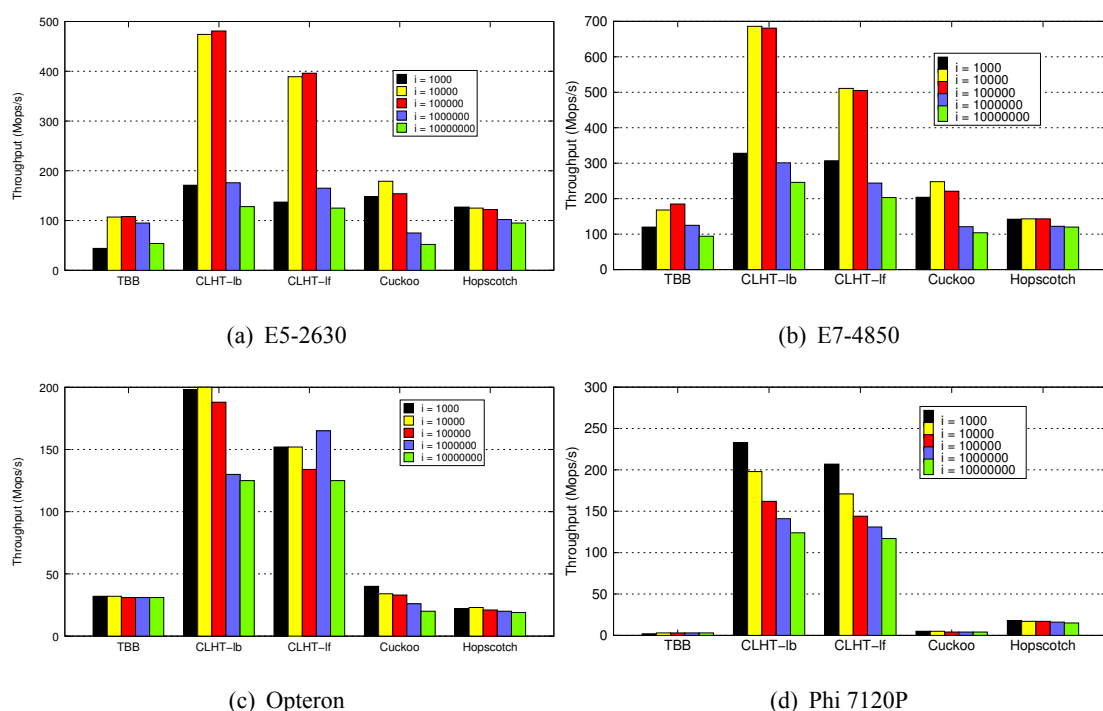 500
400
300
200
100
0
Throughput (Mops/s)
i = 1000
i = 10000
i = 100000
i = 1000000
i = 10000000
TBB CLHT-lb CLHT-lf Cuckoo Hopscotch
(a) E5-2630
700
600
500
400
300
200
100
0
Throughput (Mops/s)
i = 1000
i = 10000
i = 100000
i = 1000000
i = 10000000
TBB CLHT-lb CLHT-lf Cuckoo Hopscotch
(b) E7-4850
200
150
100
50
0
Throughput (Mops/s)
i = 1000
i = 10000
i = 100000
i = 1000000
i = 10000000
TBB CLHT-lb CLHT-lf Cuckoo Hopscotch
(c) Opteron
300
250
200
150
100
50
0
Throughput (Mops/s)
i = 1000
i = 10000
i = 100000
i = 1000000
i = 10000000
TBB CLHT-lb CLHT-lf Cuckoo Hopscotch
(d) Phi 7120P